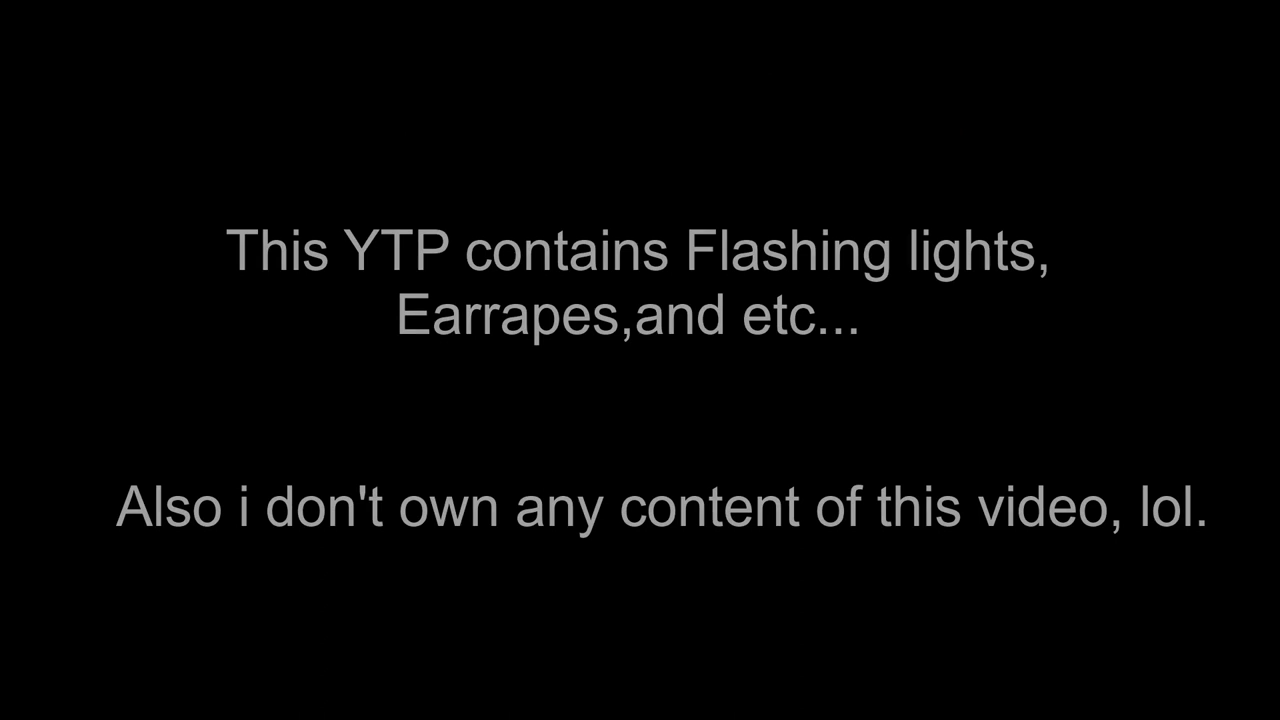 This YTP contains Flashing lights,
Earrapes,and etc...
Also i don't own any content of this video, lol.